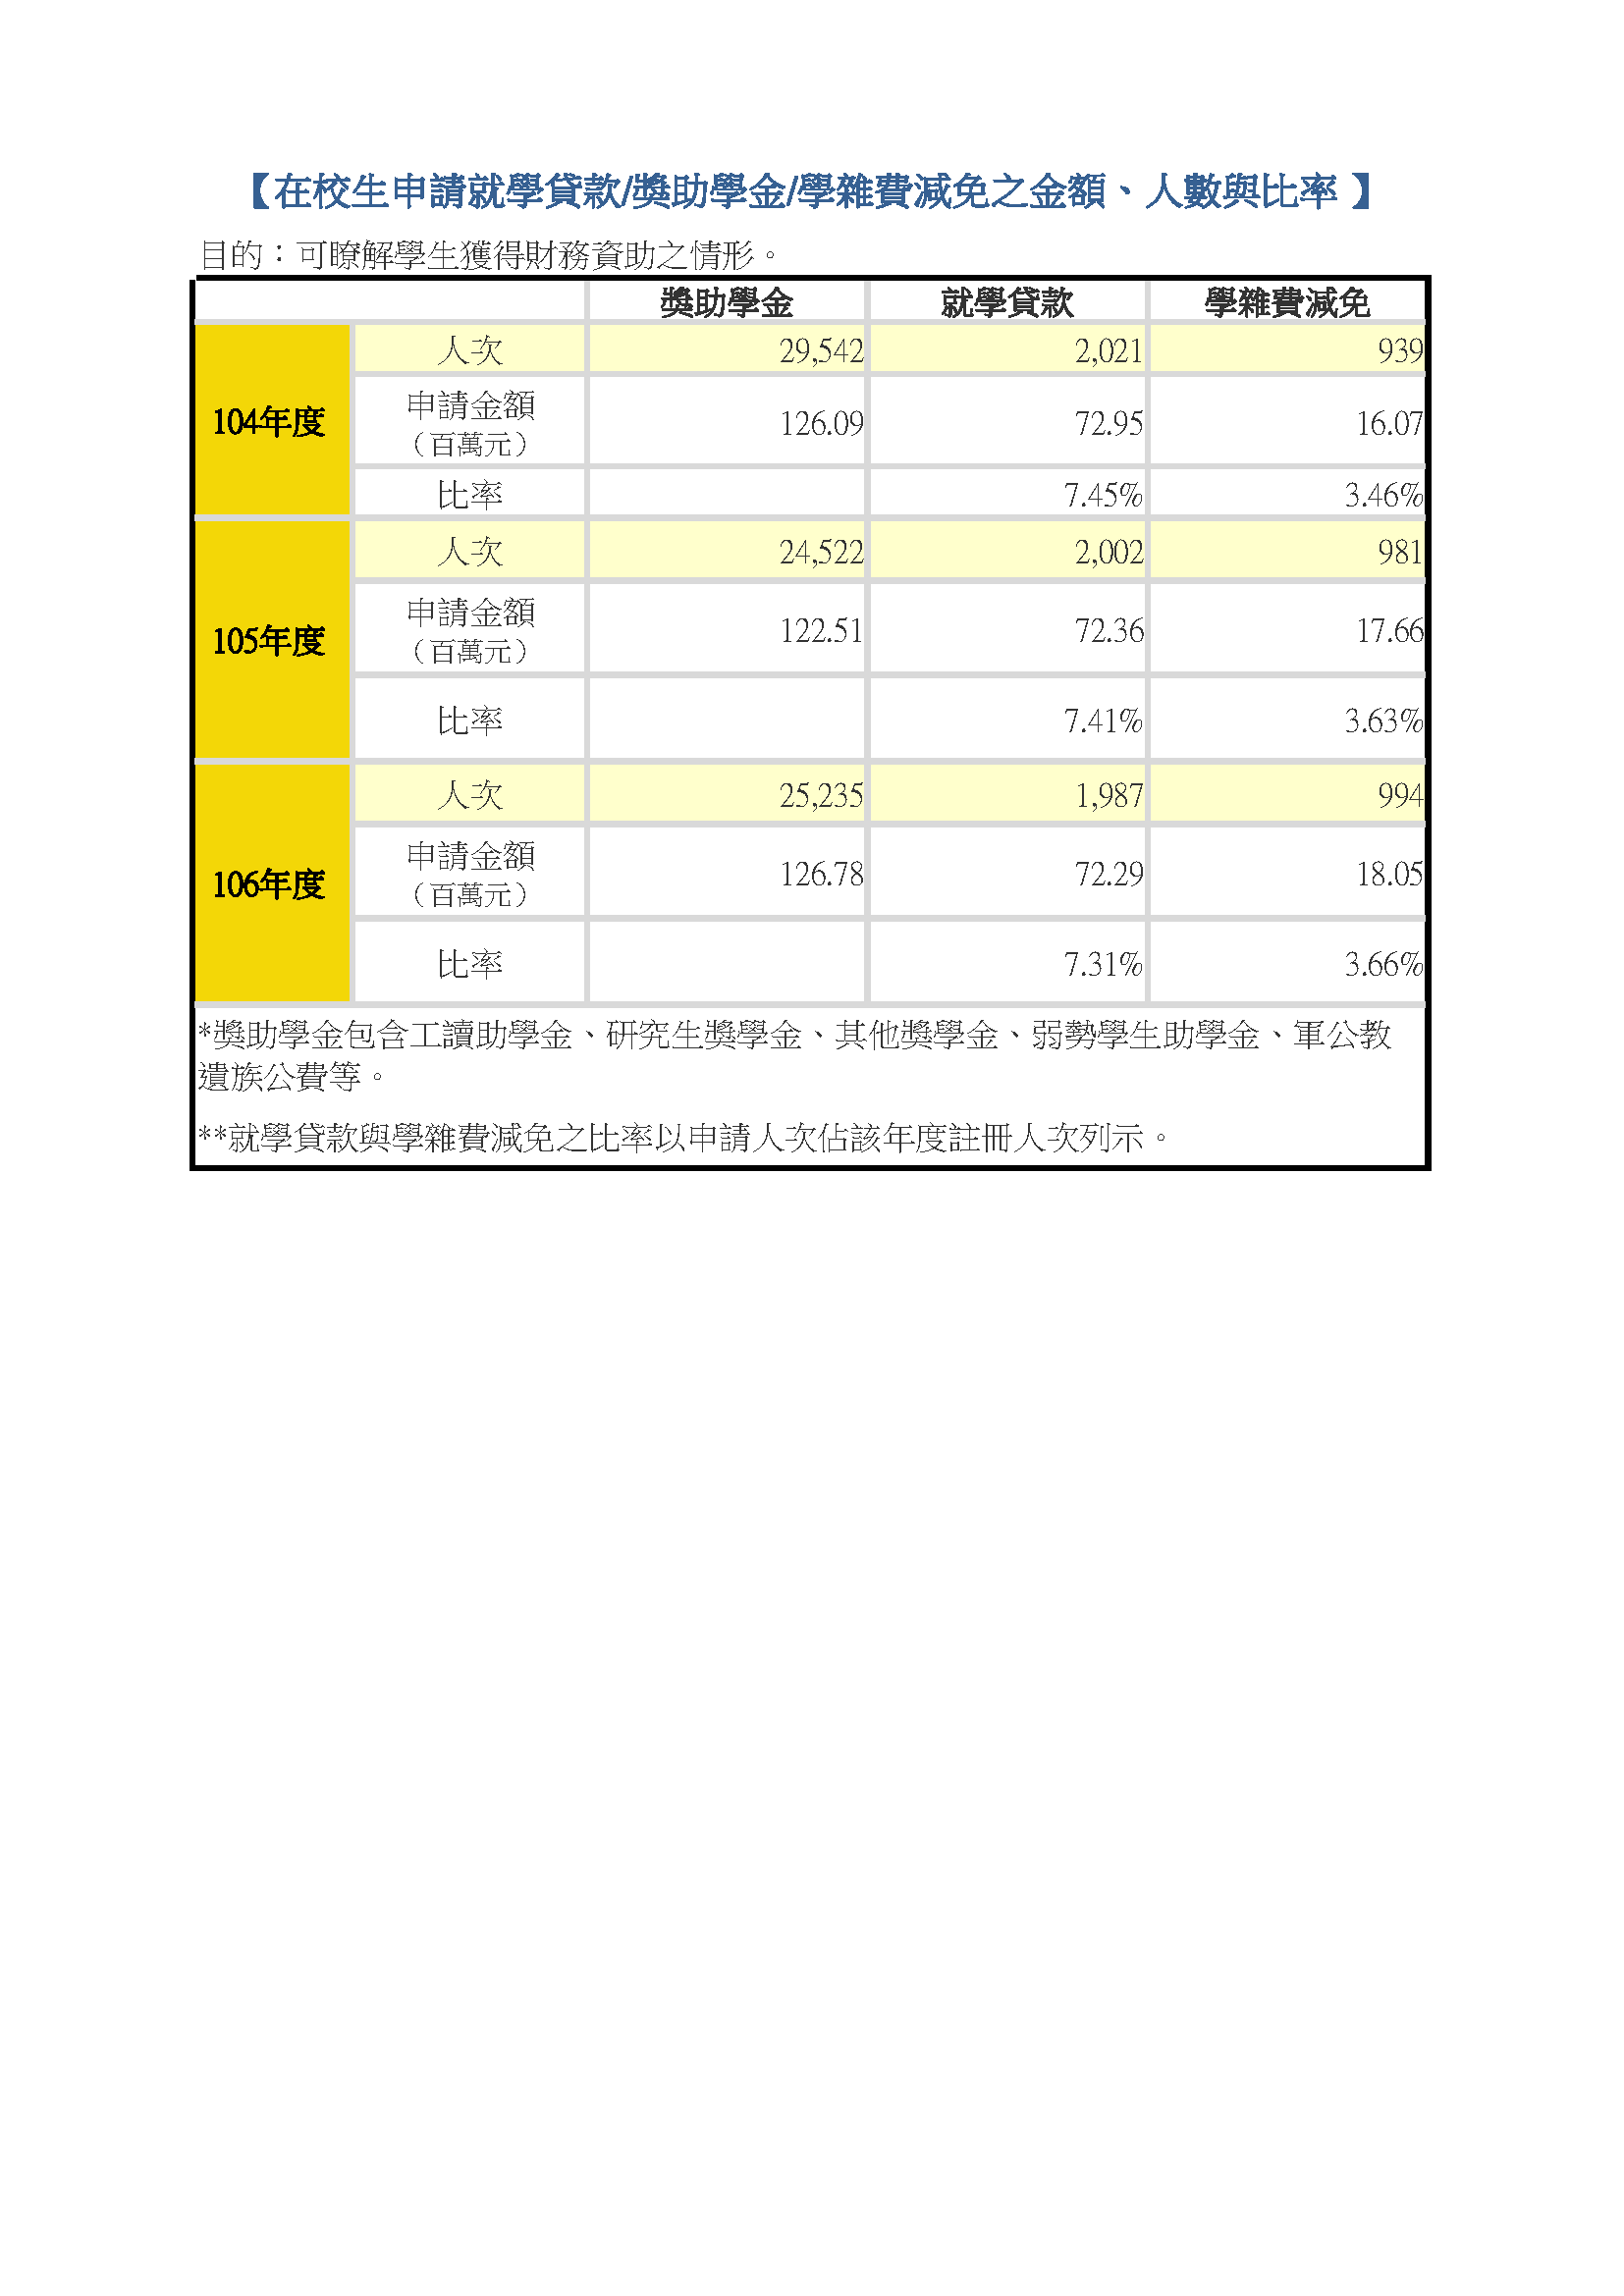 【在校生申請就學貸款/獎助學金/學雜費減免之金額、人數與比率 】
目的：可瞭解學生獲得財務資助之情形。
獎助學金 就學貸款 學雜費減免
104年度
人次 29,542 2,021 939
申請金額
（百萬元） 126.09 72.95 16.07
比率 7.45% 3.46%
105年度
人次 24,522 2,002 981
申請金額
（百萬元） 122.51 72.36 17.66
比率 7.41% 3.63%
106年度
人次 25,235 1,987 994
申請金額
（百萬元） 126.78 72.29 18.05
比率 7.31% 3.66%
*獎助學金包含工讀助學金、研究生獎學金、其他獎學金、弱勢學生助學金、軍公教
遺族公費等。
**就學貸款與學雜費減免之比率以申請人次佔該年度註冊人次列示。